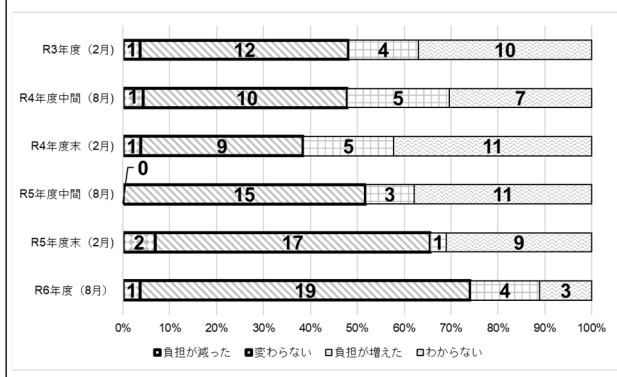 R3年度（2月） 1 12 4 10
R4年度中間（8月） 1 10 5 7
R4年度末（2月） 1 9 5 11
0
R5年度中間（8月） 15 3 11
R5年度末（2月） 2 17 1 9
R6年度（8月） 1 19 4 3
0% 10% 20% 30% 40% 50% 60% 70% 80% 90% 100%
負担が減った 変わらない 負担が増えた わからない